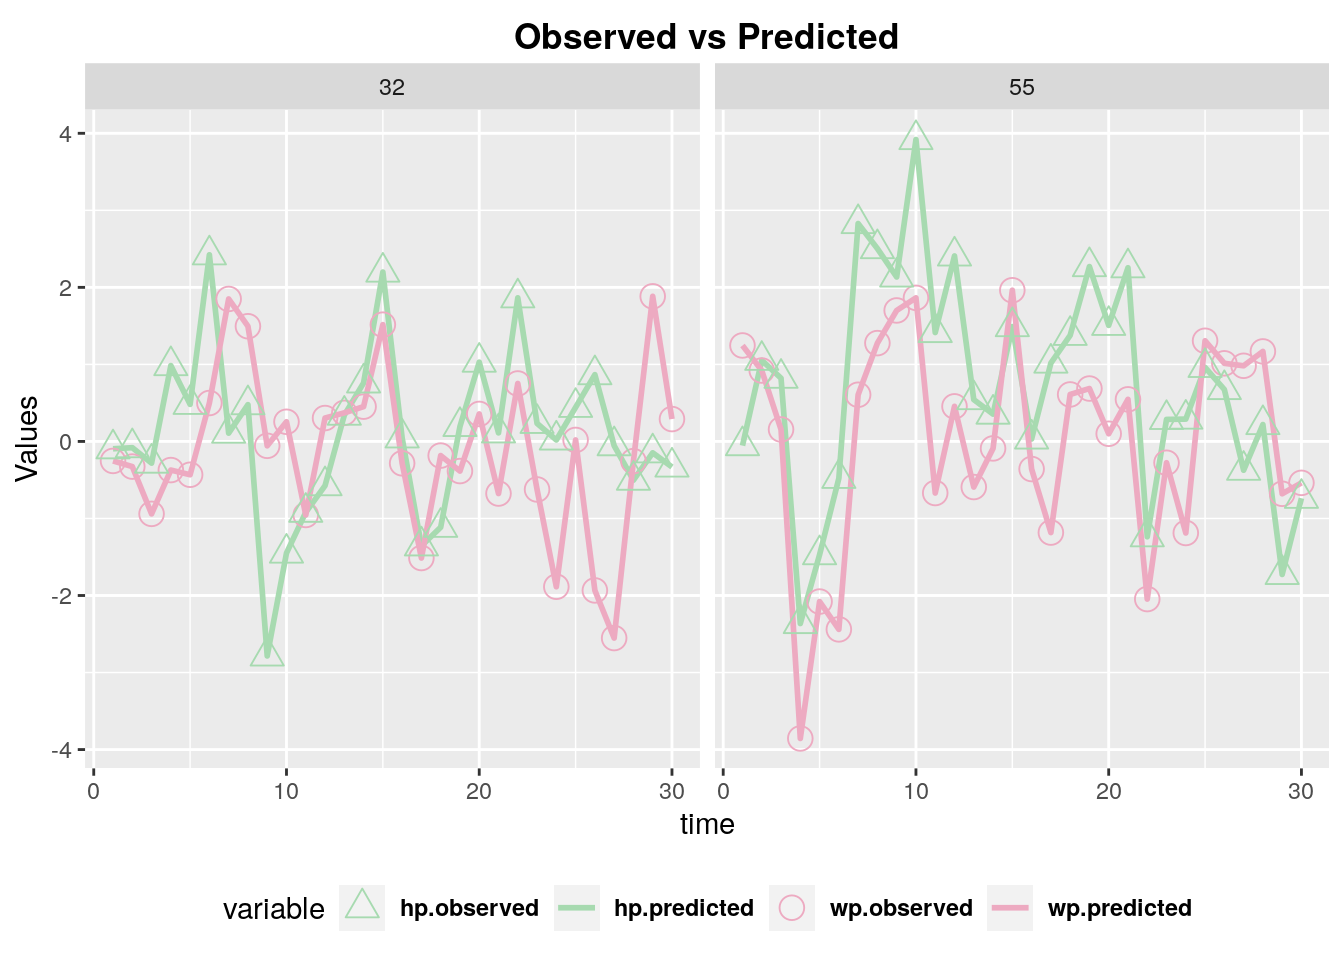 Observed vs Predicted
32 55
4
2
0
-2
-4
Values
0 10 20 30 0 10 20 30
time
variable hp.observed hp.predicted wp.observed wp.predicted